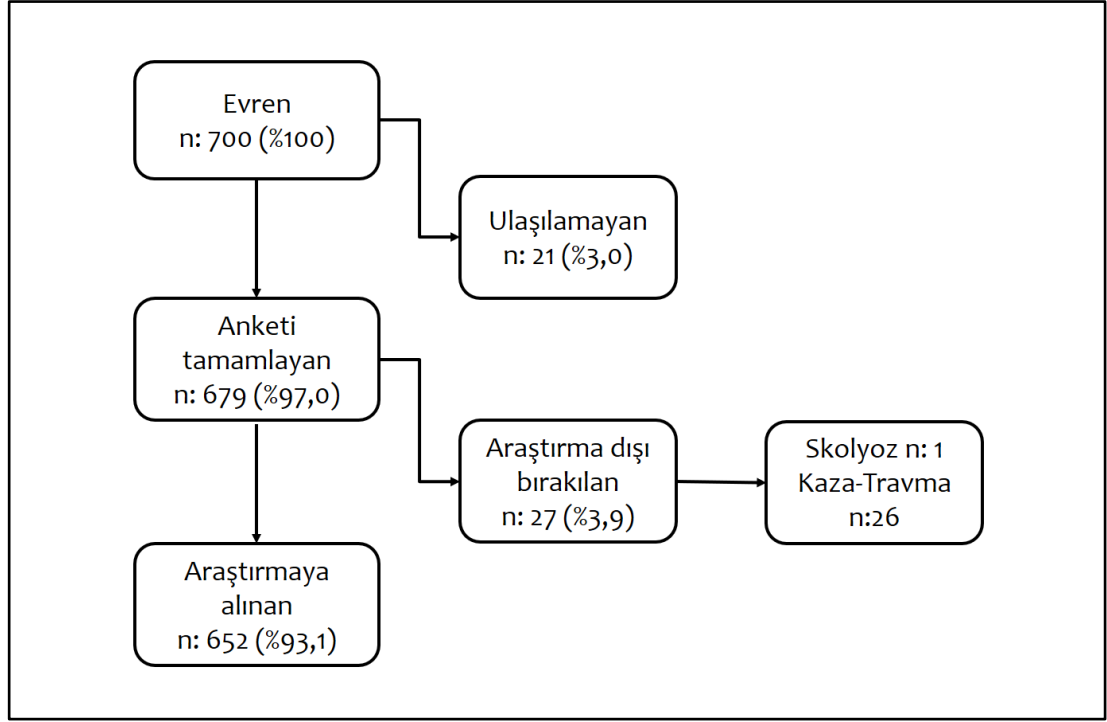 Evren
n: 700 (%100)
Ulaşılamayan
n: 21 (%3,0)
Anketi
tamamlayan
n: 679 (%97,0)
Araştırma dışı
bırakılan
n: 27 (%3,9)
Skolyoz n: 1
Kaza-Travma
n:26
Araştırmaya
alınan
n: 652 (%93,1)